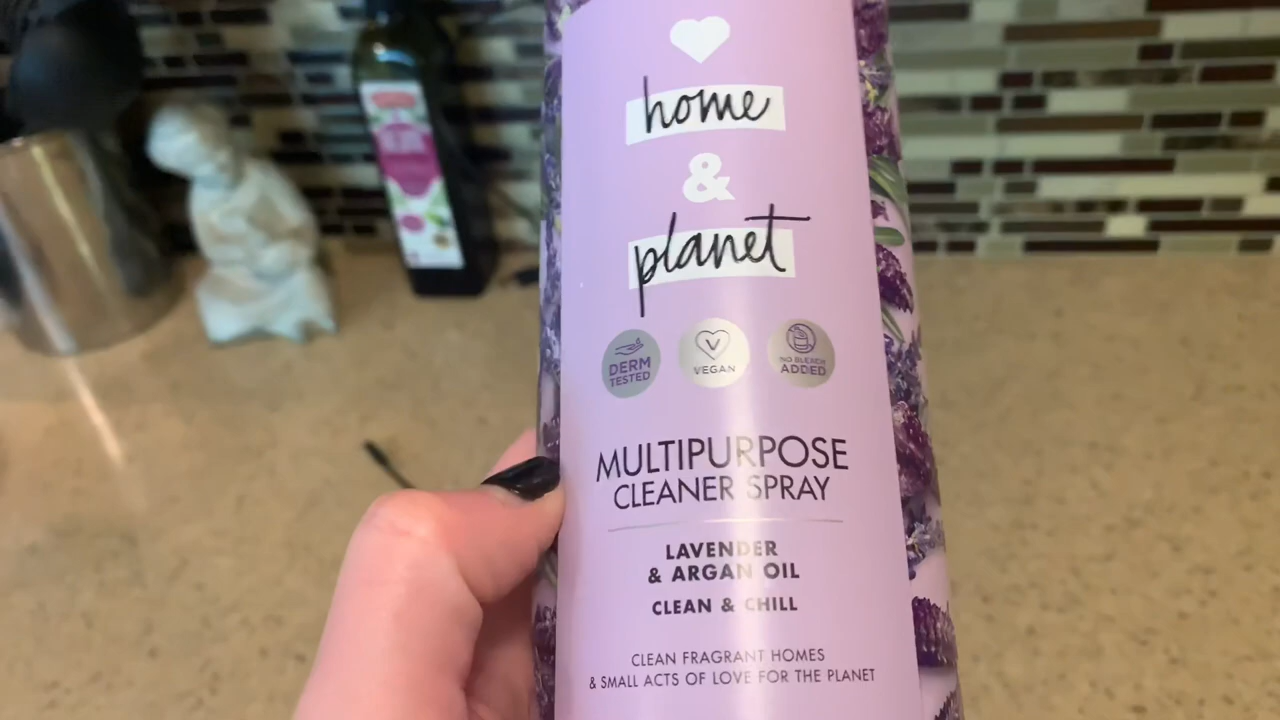 home
&
planet
DERM
TESTED
V
VEGAN
NO BLEACH
ADDED
MULTIPURPOSE
CLEANER SPRAY
LAVENDER
& ARGAN OIL
CLEAN & CHILL
CLEAN FRAGRANT HOMES
& SMALL ACTS OF LOVE FOR THE PLANET